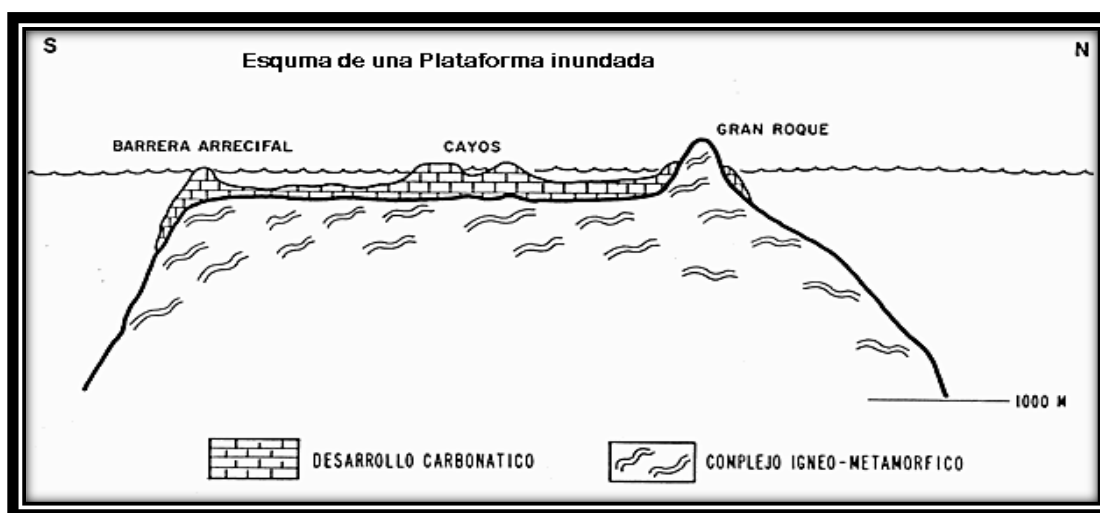 S
N
Esquma de una Plataforma inundada
GRAN ROQUE
BARRERA ARRECIFAL
CAYOS
1000 M
DESARROLLO CARBONATICO
COMPLEJO IGNEO-METAMORFICO